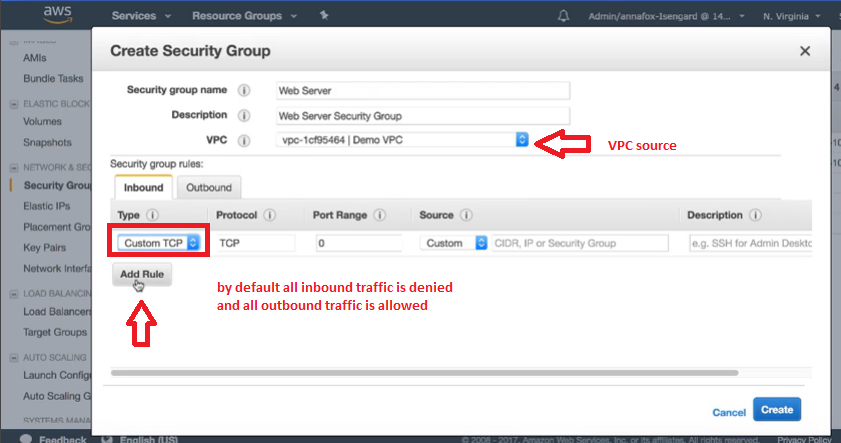 aws
Services
Resource Groups
Admin/annafox-Isengard @ 14...
N. Virginia
AMIs
Bundle Tasks
ELASTIC BLOCK
Volumes
Snapshots
NETWORK & SEC
Security Group
Elastic IPs
Placement Gro
Key Pairs
Network Interfa
LOAD BALANCIN
Load Balancers
Target Groups
AUTO SCALING
Launch Configu
Auto Scaling G
SYSTEMS MANA
Create Security Group
Security group name
Web Server
Description
Web Server Security Group
VPC
vpc-1cf95464 | Demo VPC
VPC source
Security group rules:
Inbound
Outbound
Type
Protocol
Port Range
Source
Description
Custom TCP
TCP
0
Custom
CIDR, IP or Security Group
e.g. SSH for Admin Deskto
Add Rule
by default all inbound traffic is denied
and all outbound traffic is allowed
Cancel
Create
Feedback
English (US)
© 2008 - 2017, Amazon Web Services, Inc. or its affiliates. All rights reserved.
Privacy Policy